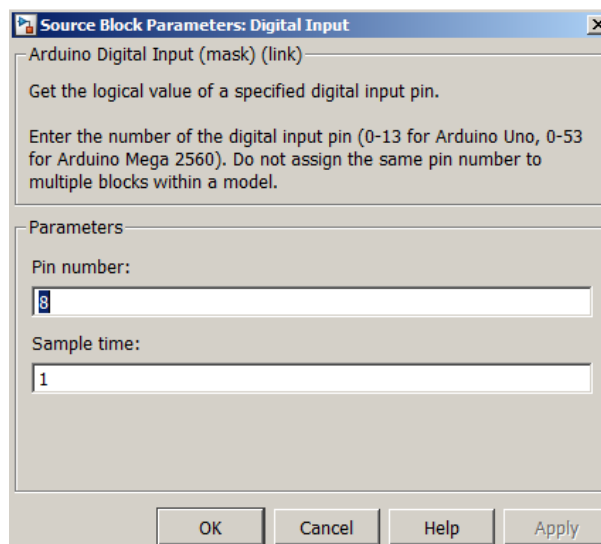 Source Block Parameters: Digital Input
Arduino Digital Input (mask) (link)
Get the logical value of a specified digital input pin.
Enter the number of the digital input pin (0-13 for Arduino Uno, 0-53
for Arduino Mega 2560). Do not assign the same pin number to
multiple blocks within a model.
Parameters
Pin number:
8
Sample time:
1
OK Cancel Help Apply